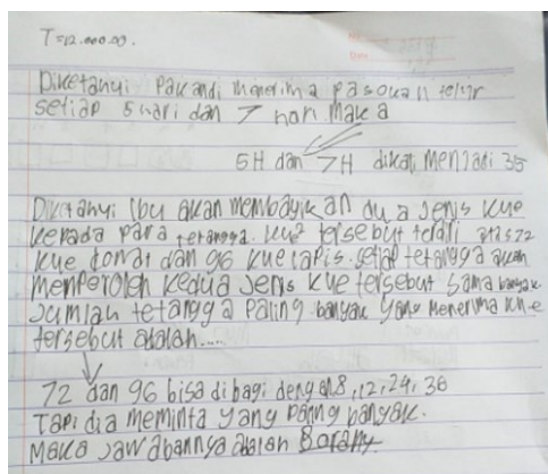 T=12.000.00.
Diketahyi Pak andi menerima pasokan telur
setiap 5 hari dan 7 hari maka
5H dan 7H dikali menjadi 35
Diketahyi Ibu akan membagikan dua jenis kue
kepada para tetangga. kue tersebut terdiri atas 72
kue donat dan 96 kue lapis. setiap tetangga akan
memperoleh kedua jenis kue tersebut sama banyak.
Jumlah tetangga paling banyak yang menerima kue
tersebut adalah....
72 dan 96 bisa dibagi dengan 8, 12, 24, 36
Tapi dia meminta yang paling banyak.
maka jawabannya adalah